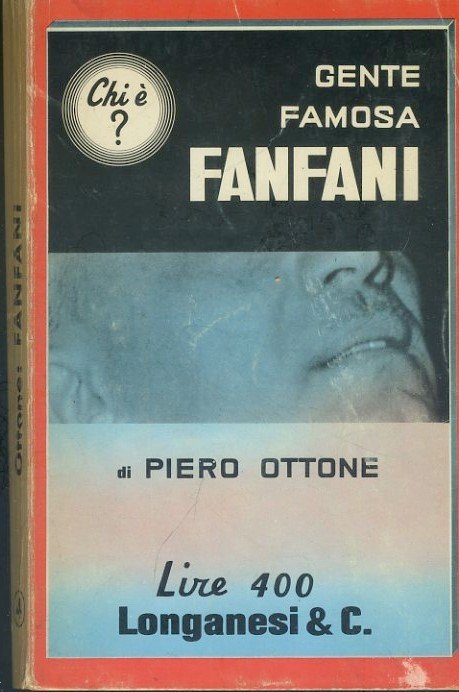 Chi è
?
GENTE
FAMOSA
FANFANI
di PIERO OTTONE
Lire 400
Longanesi & C.
Ottone: FANFANI